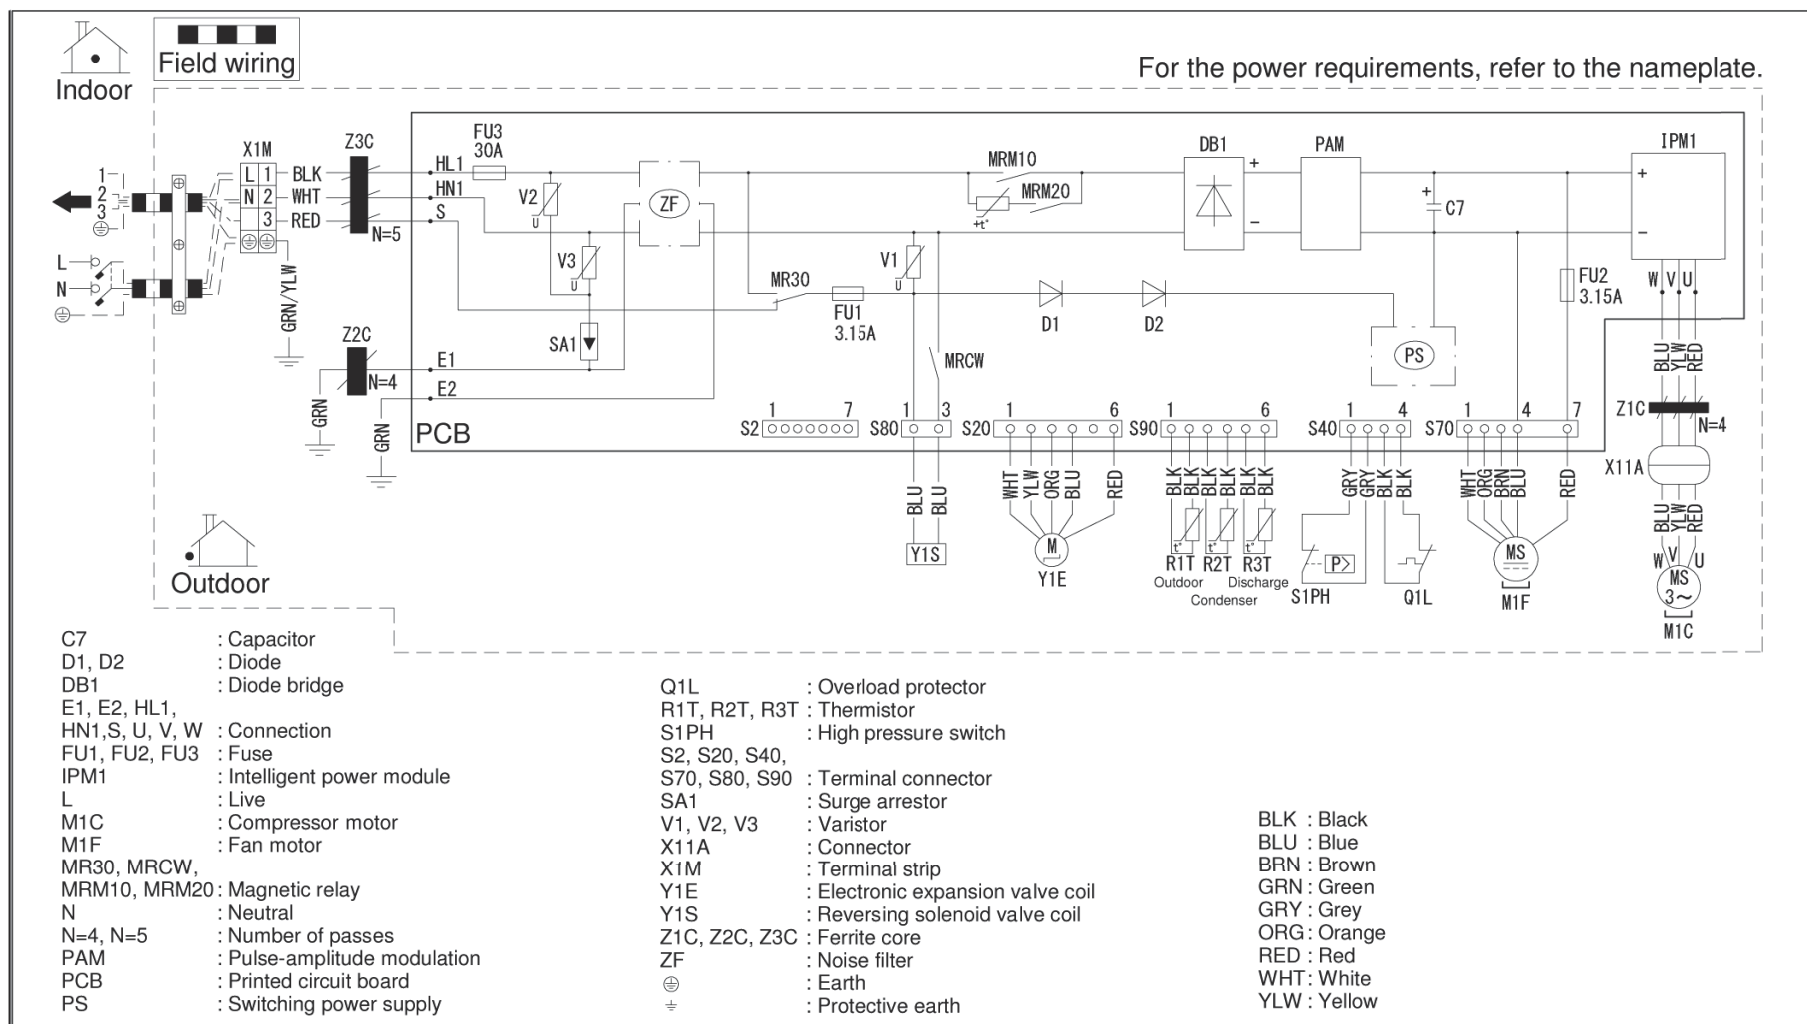 Indoor
Field wiring
For the power requirements, refer to the nameplate.
X1M
Z3C
L 1 BLK
N 2 WHT
3 RED
N=5
1
2
3
L
N
GRN/YLW
HL1
HN1
S
FU3
30A
V2
U
V3
U
SA1
ZF
Z2C
N=4
E1
E2
GRN
GRN
PCB
MR30
FU1
3.15A
V1
U
MRM10
MRM20
+t°
D1
D2
MRCW
DB1
+
−
PAM
+
C7
PS
FU2
3.15A
IPM1
+
−
W V U
BLU
YLW
RED
Z1C
N=4
X11A
BLU
YLW
RED
W V U
MS
3~
M1C
S2 1 7
S80 1 3
S20 1 6
S90 1 6
S40 1 4
S70 1 4 7
BLU
BLU
Y1S
WHT
YLW
ORG
BLU
RED
M
Y1E
BLK
BLK
BLK
BLK
BLK
BLK
t° t° t°
R1T R2T R3T
Outdoor Discharge
Condenser
GRY
GRY
BLK
BLK
P>
S1PH
Q1L
WHT
ORG
BRN
BLU
RED
MS
M1F
Outdoor
C7 : Capacitor
D1, D2 : Diode
DB1 : Diode bridge
E1, E2, HL1,
HN1,S, U, V, W : Connection
FU1, FU2, FU3 : Fuse
IPM1 : Intelligent power module
L : Live
M1C : Compressor motor
M1F : Fan motor
MR30, MRCW,
MRM10, MRM20 : Magnetic relay
N : Neutral
N=4, N=5 : Number of passes
PAM : Pulse-amplitude modulation
PCB : Printed circuit board
PS : Switching power supply
Q1L : Overload protector
R1T, R2T, R3T : Thermistor
S1PH : High pressure switch
S2, S20, S40,
S70, S80, S90 : Terminal connector
SA1 : Surge arrestor
V1, V2, V3 : Varistor
X11A : Connector
X1M : Terminal strip
Y1E : Electronic expansion valve coil
Y1S : Reversing solenoid valve coil
Z1C, Z2C, Z3C : Ferrite core
ZF : Noise filter
: Earth
: Protective earth
BLK : Black
BLU : Blue
BRN : Brown
GRN : Green
GRY : Grey
ORG : Orange
RED : Red
WHT : White
YLW : Yellow